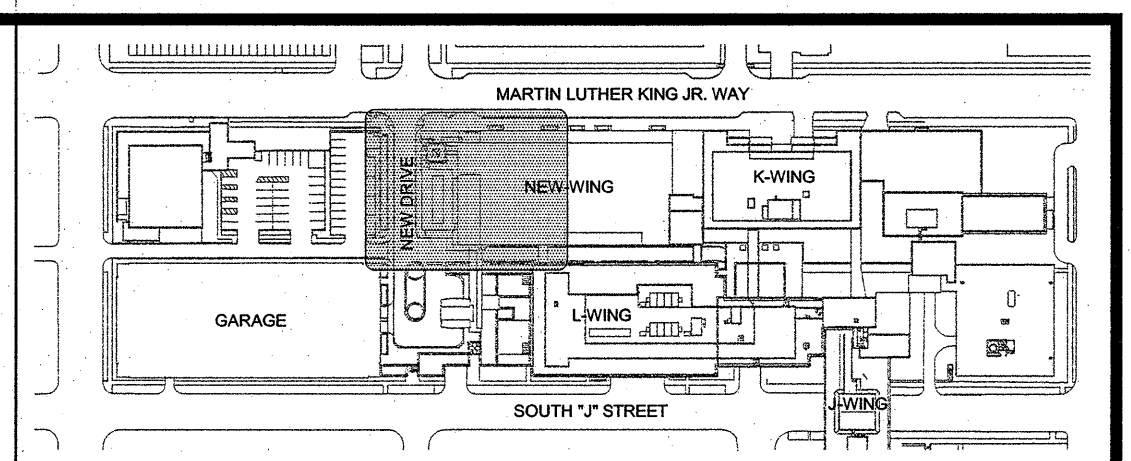 MARTIN LUTHER KING JR. WAY
NEW DRIVE
NEW-WING
K-WING
GARAGE
L-WING
SOUTH "J" STREET
J-WING